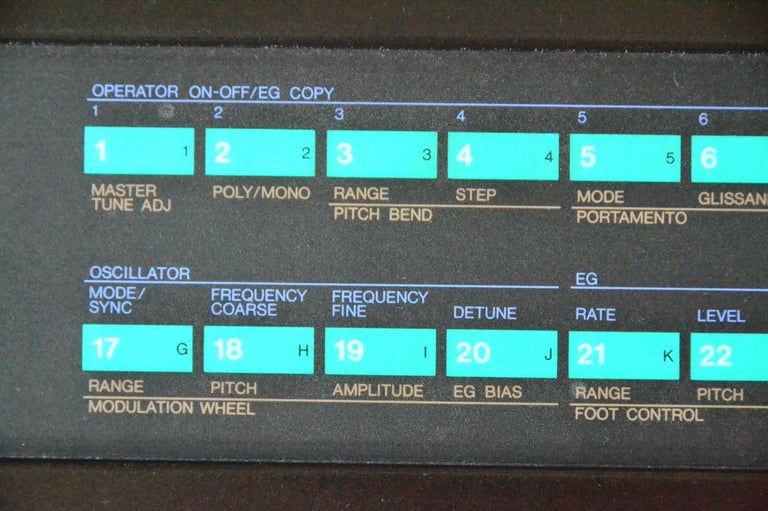 OPERATOR ON-OFF/EG COPY
1 2 3 4 5 6
1 1 2 2 3 3 4 4 5 5 6
MASTER TUNE ADJ
POLY/MONO
RANGE STEP
PITCH BEND
MODE GLISSAN
PORTAMENTO
OSCILLATOR
EG
MODE/
SYNC
FREQUENCY
COARSE
FREQUENCY
FINE
DETUNE
RATE
LEVEL
17 G 18 H 19 I 20 J 21 K 22
RANGE PITCH AMPLITUDE EG BIAS
MODULATION WHEEL
RANGE PITCH
FOOT CONTROL